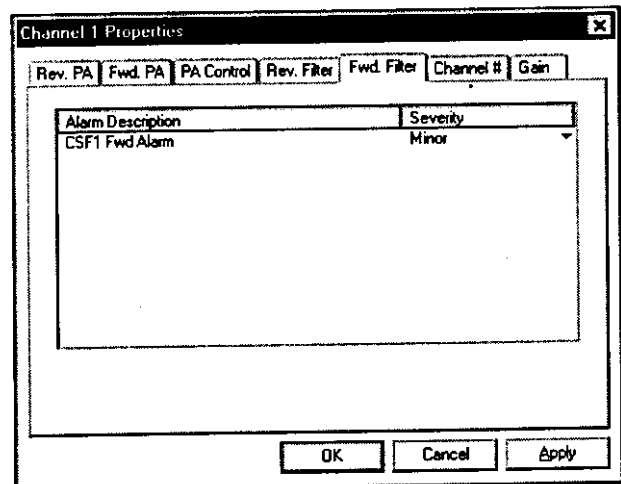 Channel 1 Properties
Rev. PA Fwd. PA PA Control Rev. Filter Fwd. Filter Channel # Gain
Alarm Description Severity
CSF1 Fwd Alarm Minor
OK Cancel Apply